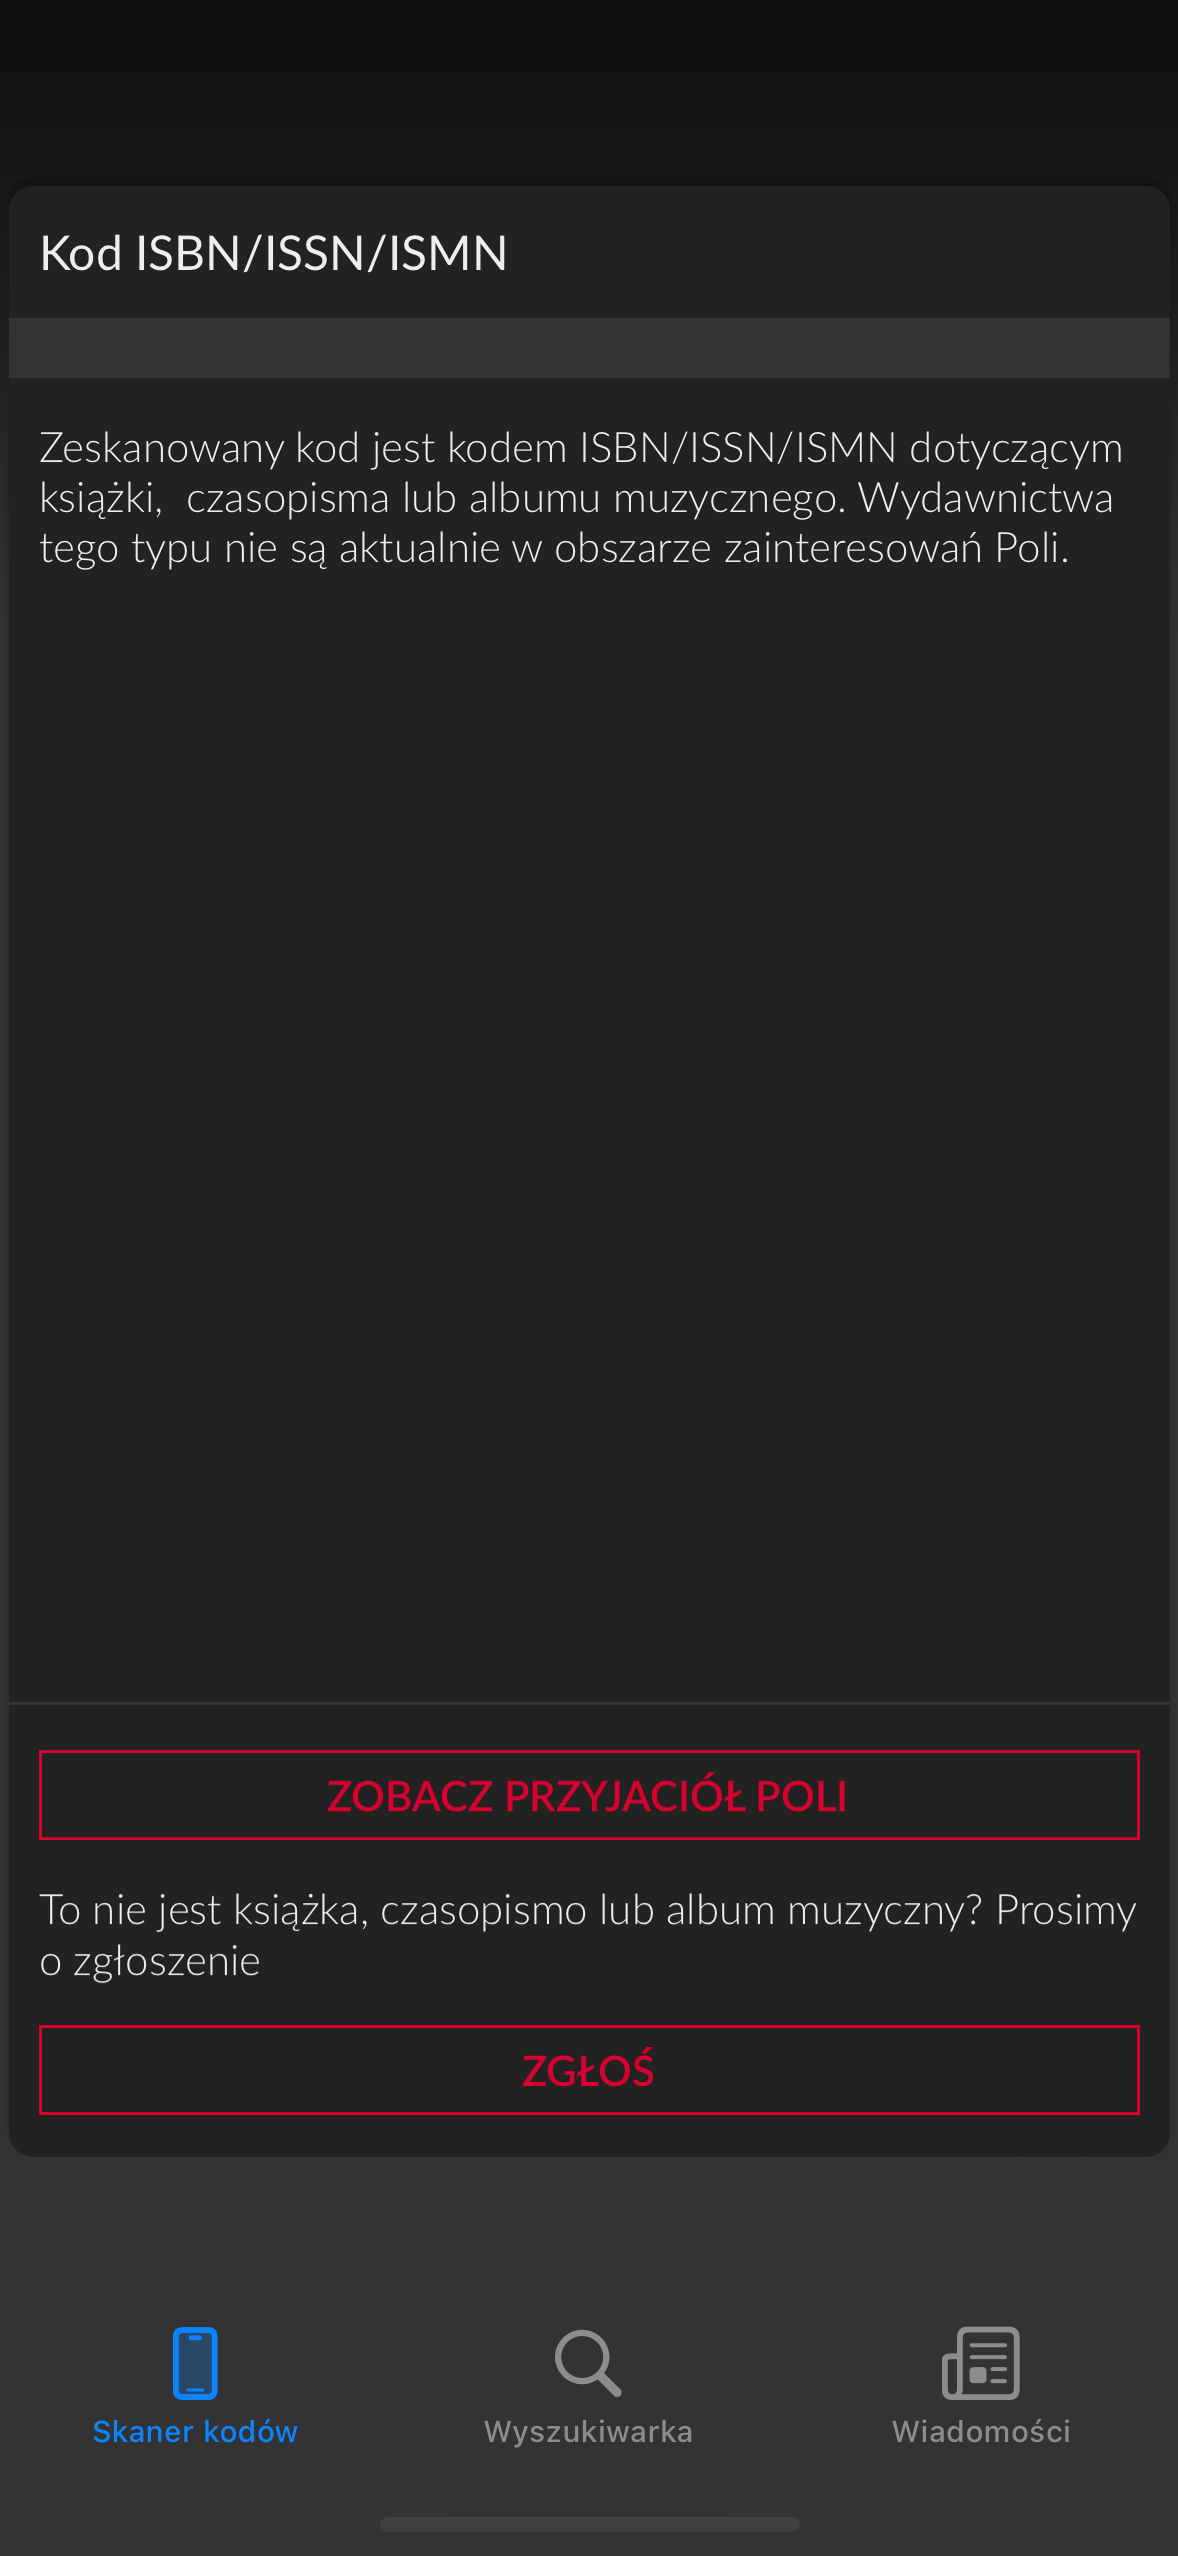 Kod ISBN/ISSN/ISMN
Zeskanowany kod jest kodem ISBN/ISSN/ISMN dotyczącym
książki,  czasopisma lub albumu muzycznego. Wydawnictwa
tego typu nie są aktualnie w obszarze zainteresowań Poli.
ZOBACZ PRZYJACIÓŁ POLI
To nie jest książka, czasopismo lub album muzyczny? Prosimy
o zgłoszenie
ZGŁOŚ
Skaner kodów
Wyszukiwarka
Wiadomości